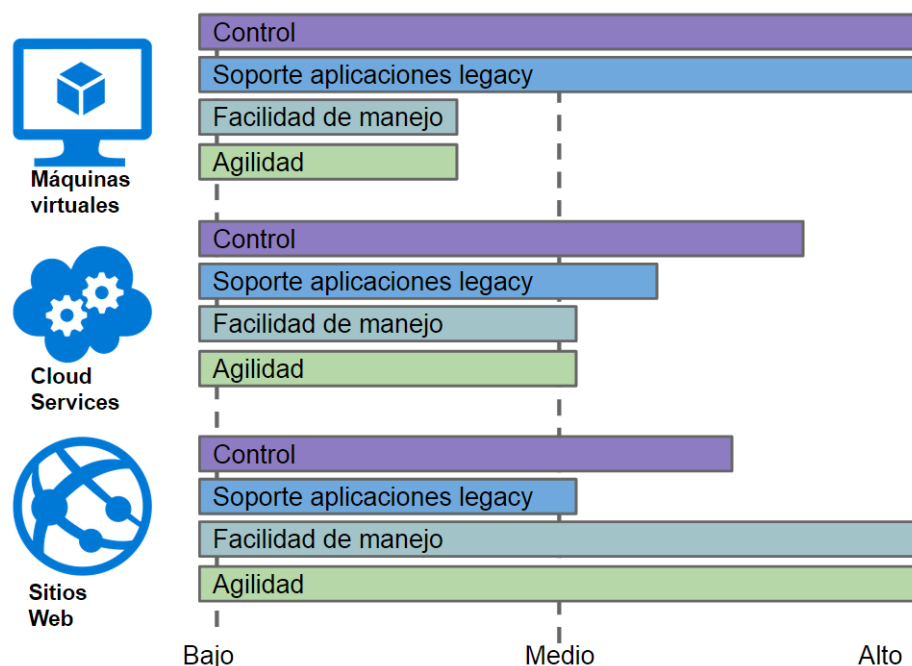 Control
Soporte aplicaciones legacy
Facilidad de manejo
Agilidad
Máquinas
virtuales
Control
Soporte aplicaciones legacy
Facilidad de manejo
Agilidad
Cloud
Services
Control
Soporte aplicaciones legacy
Facilidad de manejo
Agilidad
Sitios
Web
Bajo Medio Alto